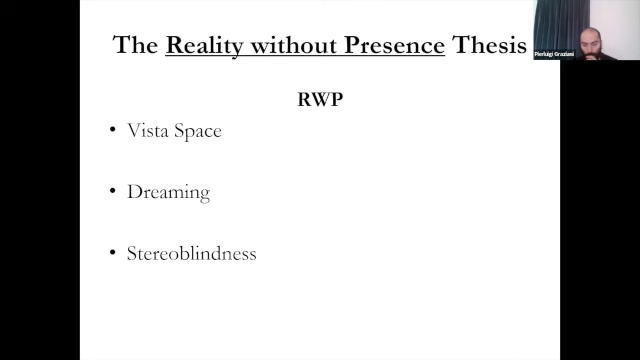 The Reality without Presence Thesis
Pierluigi Graziani
RWP
• Vista Space
• Dreaming
• Stereoblindness